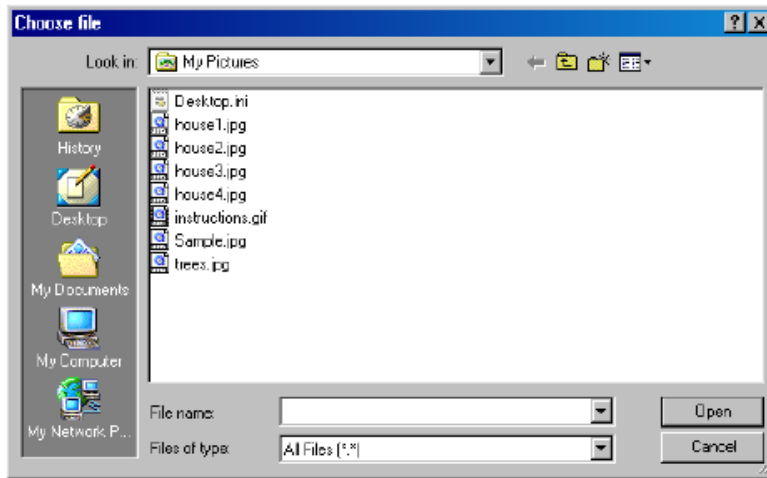 Choose file
Look in: My Pictures
History
Desktop
My Documents
My Computer
My Network P...
Desktop.ini
house1.jpg
house2.jpg
house3.jpg
house4.jpg
instructions.gif
Sample.jpg
trees.jpg
File name:
Open
Files of type: All Files (*.*)
Cancel